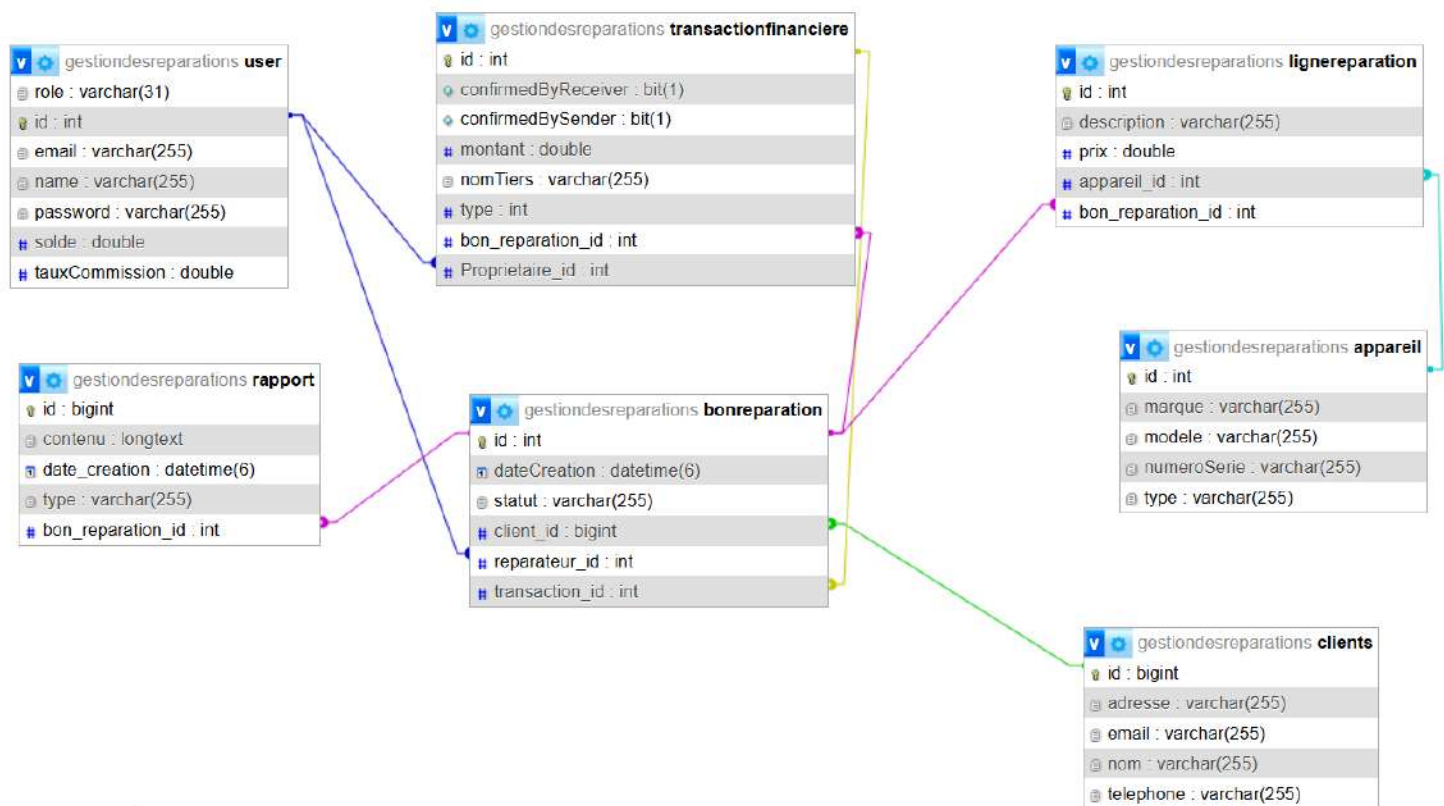 gestiondesreparations user
role : varchar(31)
id : int
email : varchar(255)
name : varchar(255)
password : varchar(255)
solde : double
tauxCommission : double
gestiondesreparations transactionfinanciere
id : int
confirmedByReceiver : bit(1)
confirmedBySender : bit(1)
montant : double
nomTiers : varchar(255)
type : int
bon_reparation_id : int
Proprietaire_id : int
gestiondesreparations lignereparation
id : int
description : varchar(255)
prix : double
appareil_id : int
bon_reparation_id : int
gestiondesreparations rapport
id : bigint
contenu : longtext
date_creation : datetime(6)
type : varchar(255)
bon_reparation_id : int
gestiondesreparations bonreparation
id : int
dateCreation : datetime(6)
statut : varchar(255)
client_id : bigint
reparateur_id : int
transaction_id : int
gestiondesreparations appareil
id : int
marque : varchar(255)
modele : varchar(255)
numeroSerie : varchar(255)
type : varchar(255)
gestiondesreparations clients
id : bigint
adresse : varchar(255)
email : varchar(255)
nom : varchar(255)
telephone : varchar(255)